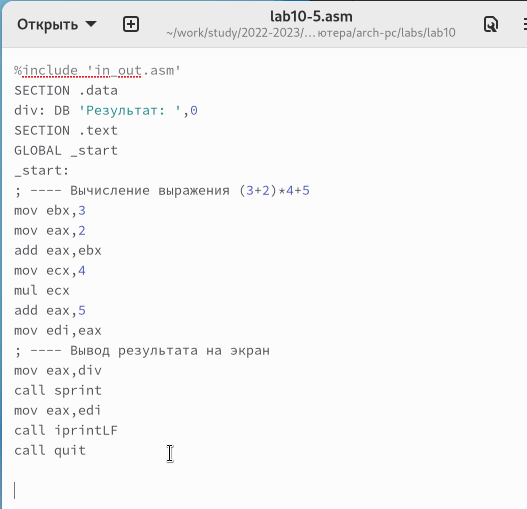 Открыть
lab10-5.asm
~/work/study/2022-2023/…ютера/arch-pc/labs/lab10
%include 'in_out.asm'
SECTION .data
div: DB 'Результат: ',0
SECTION .text
GLOBAL _start
_start:
; ---- Вычисление выражения (3+2)*4+5
mov ebx,3
mov eax,2
add eax,ebx
mov ecx,4
mul ecx
add eax,5
mov edi,eax
; ---- Вывод результата на экран
mov eax,div
call sprint
mov eax,edi
call iprintLF
call quit